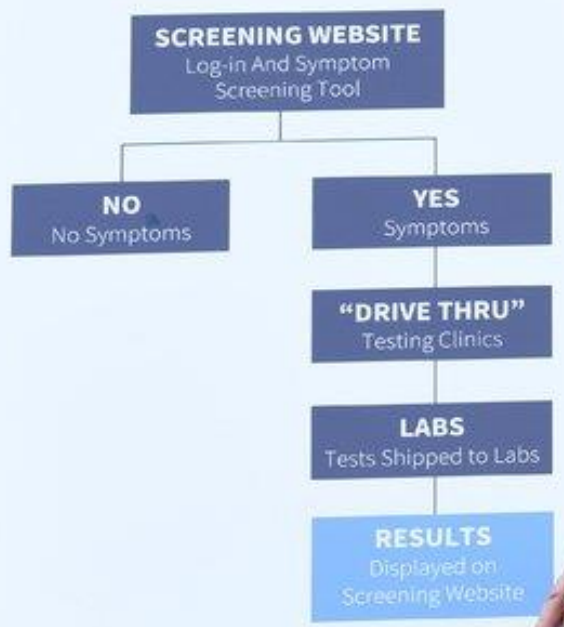 SCREENING WEBSITE
Log-in And Symptom
Screening Tool
NO
No Symptoms
YES
Symptoms
“DRIVE THRU”
Testing Clinics
LABS
Tests Shipped to Labs
RESULTS
Displayed on
Screening Website